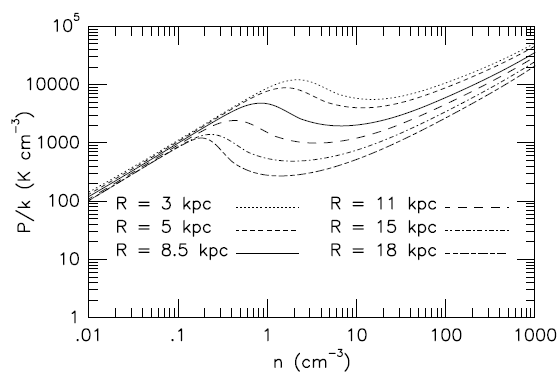 10^5
10000
1000
100
10
1
P/k (K cm^-3)
R = 3 kpc
R = 5 kpc
R = 8.5 kpc
R = 11 kpc
R = 15 kpc
R = 18 kpc
.01 .1 1 10 100 1000
n (cm^-3)